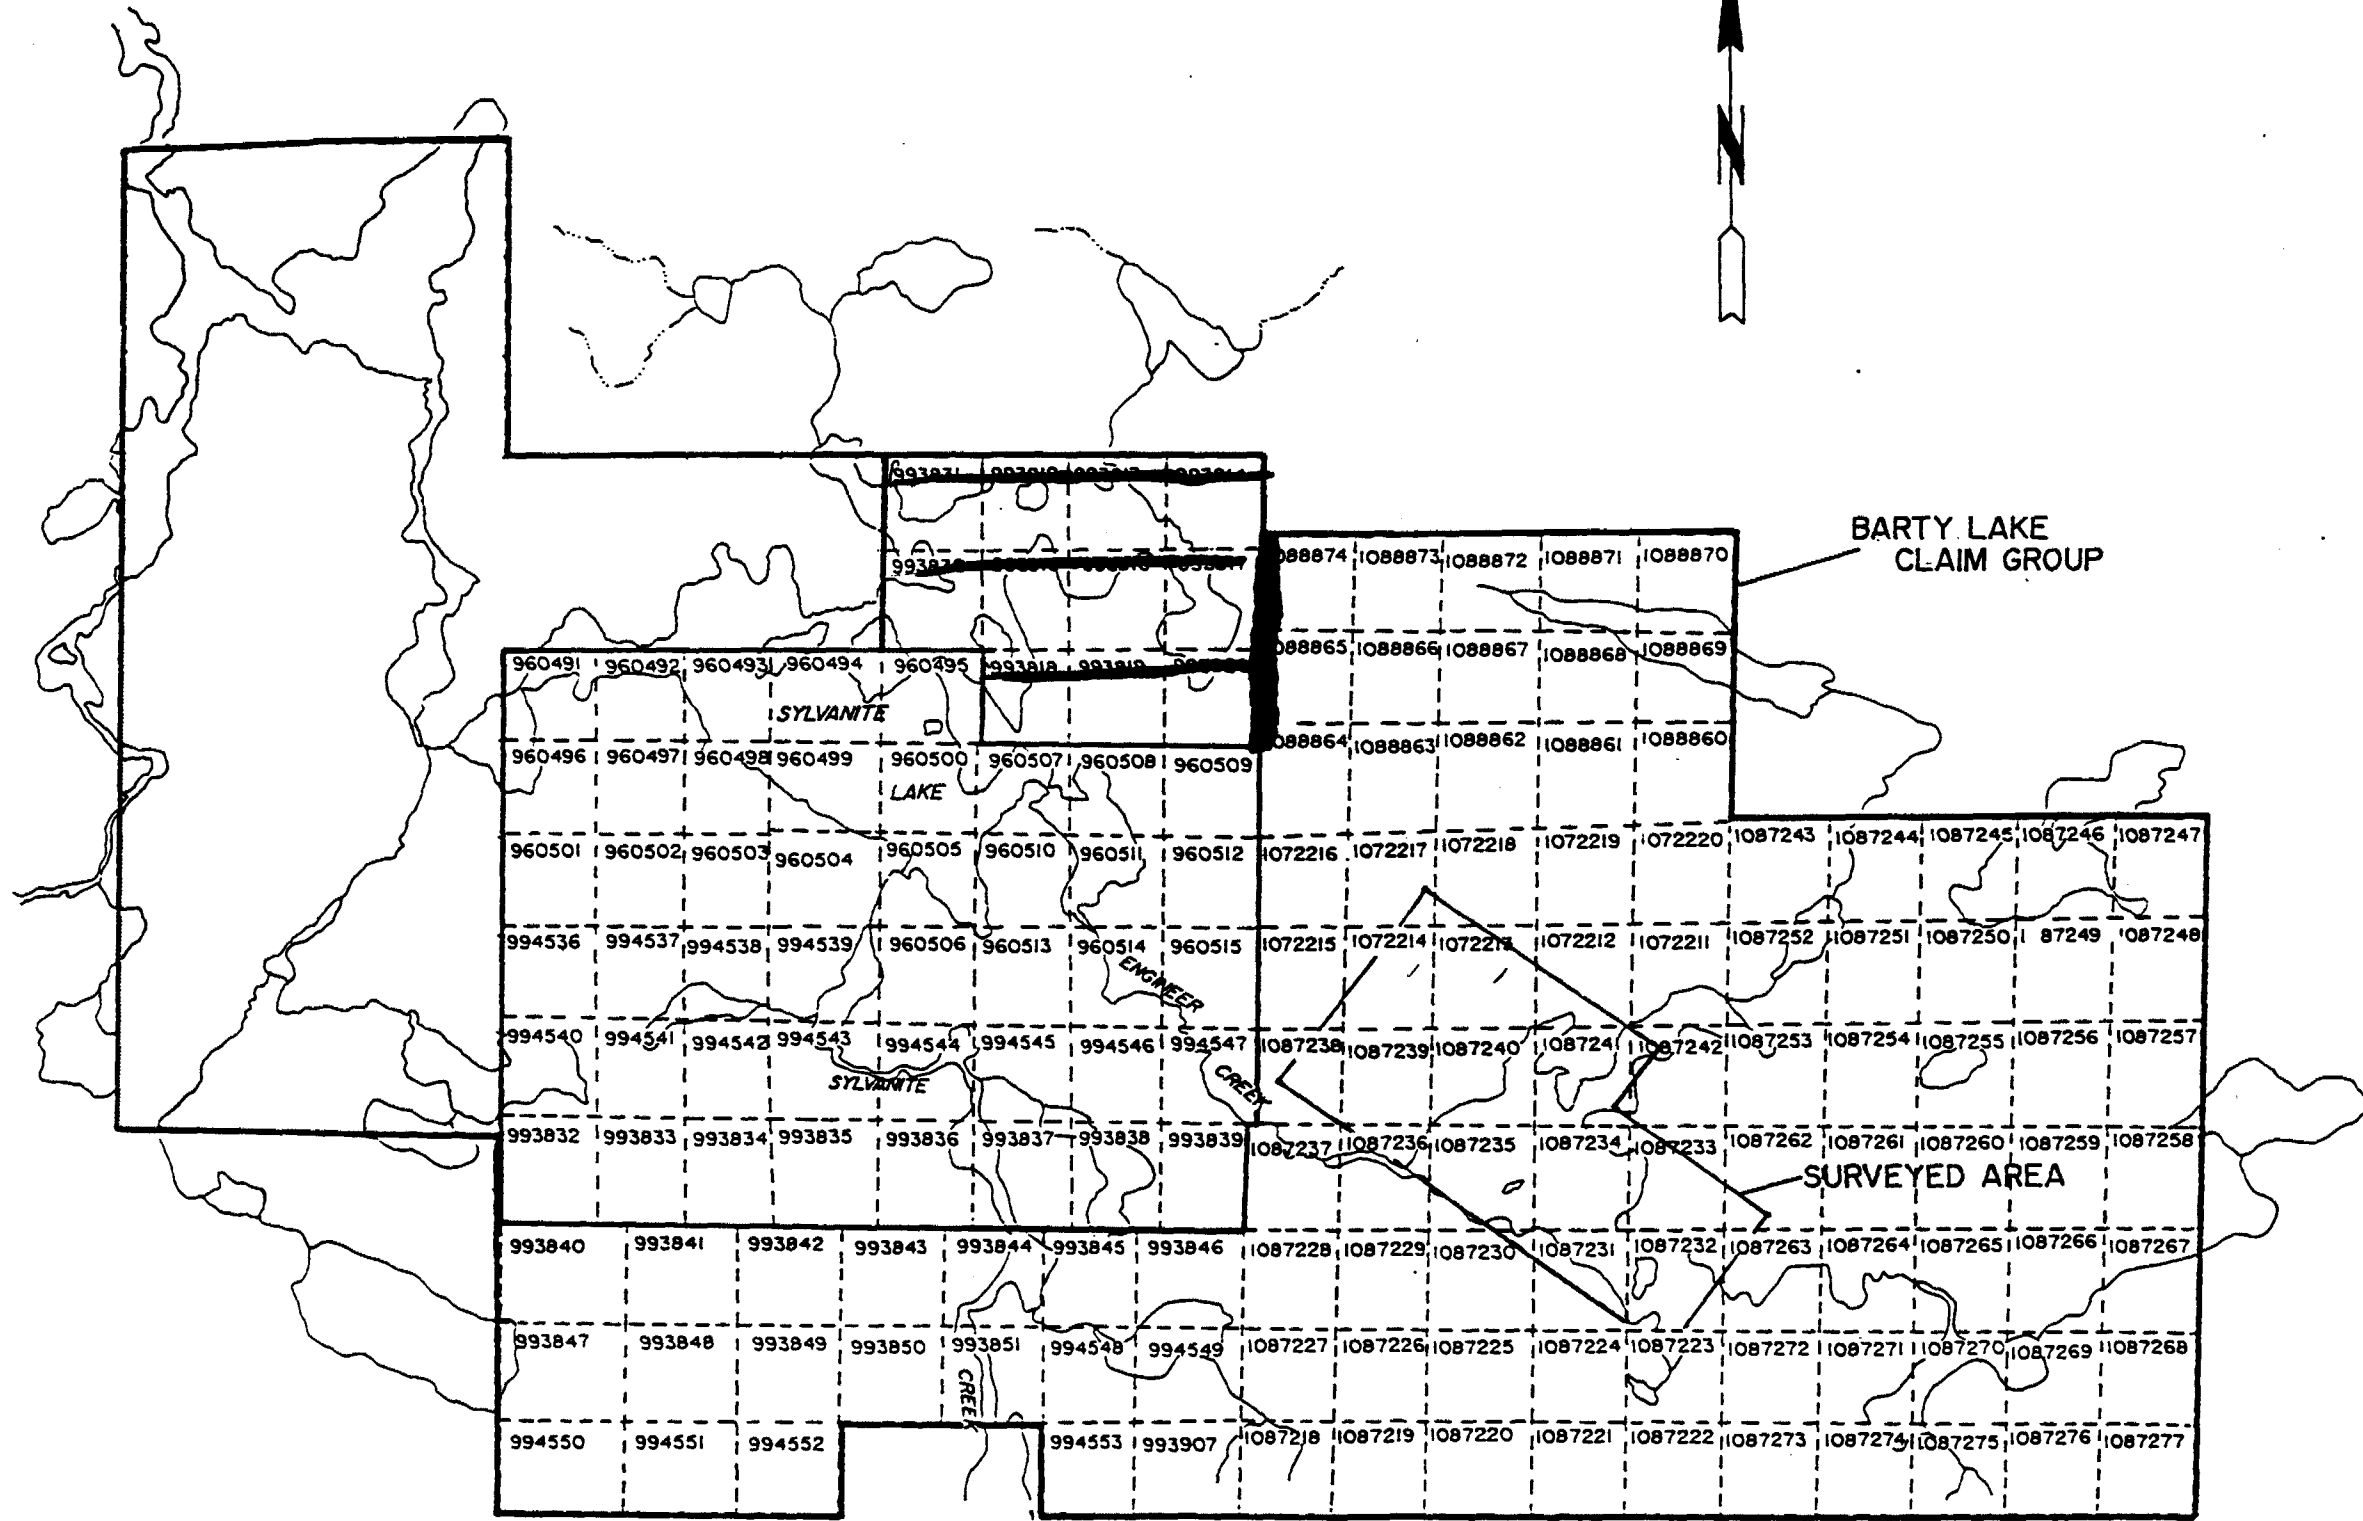 N
993831
BARTY LAKE
CLAIM GROUP
088874 1088873 1088872 1088871 1088870
088865 1088866 1088867 1088868 1088869
960491 960492 960493 960494 960495 993818 993819
SYLVANITE
088864 1088863 1088862 1088861 1088860
960496 960497 960498 960499 960500 960507 960508 960509
LAKE
960501 960502 960503 960504 960505 960510 960511 960512 1072216 1072217 1072218 1072219 1072220 1087243 1087244 1087245 1087246 1087247
994536 994537 994538 994539 960506 960513 960514 960515 1072215 1072214 1072213 1072212 1072211 1087252 1087251 1087250 1 87249 1087248
ENGINEER
994540 994541 994542 994543 994544 994545 994546 994547 1087238 1087239 1087240 108724 1087242 1087253 1087254 1087255 1087256 1087257
SYLVANITE
CREEK
993832 993833 993834 993835 993836 993837 993838 993839 1087237 1087236 1087235 1087234 1087233 1087262 1087261 1087260 1087259 1087258
SURVEYED AREA
993840 993841 993842 993843 993844 993845 993846 1087228 1087229 1087230 1087231 1087232 1087263 1087264 1087265 1087266 1087267
993847 993848 993849 993850 993851 994548 994549 1087227 1087226 1087225 1087224 1087223 1087272 1087271 1087270 1087269 1087268
CREEK
994550 994551 994552 994553 993907 1087218 1087219 1087220 1087221 1087222 1087273 1087274 1087275 1087276 1087277